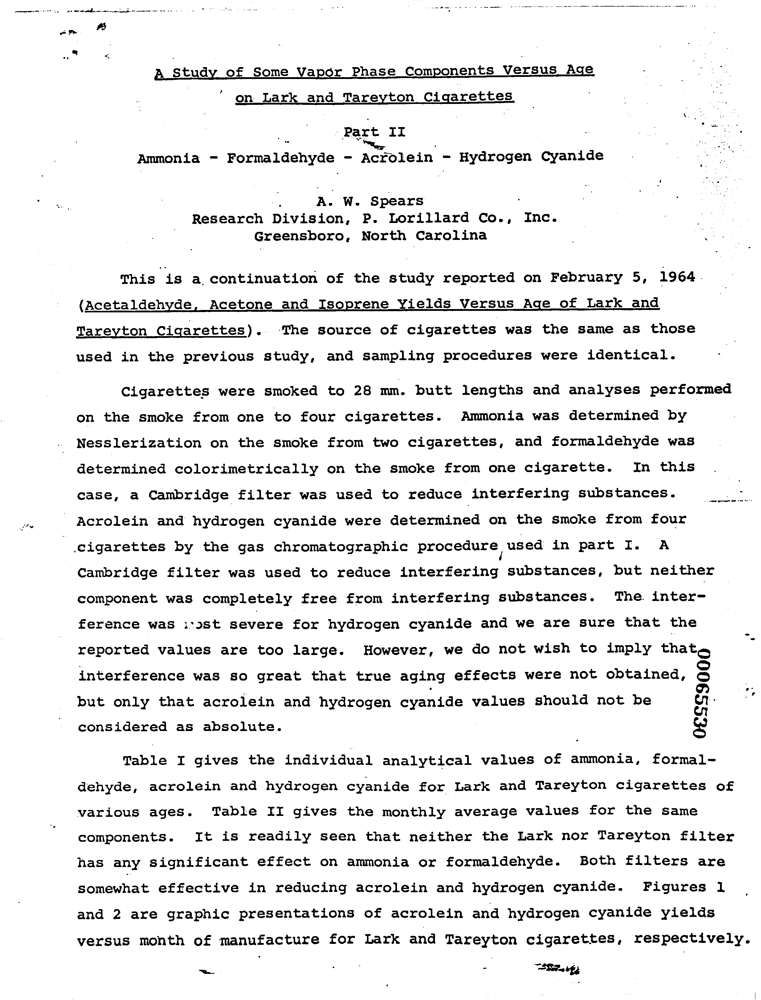 A Study of Some Vapor Phase Components Versus Age
on Lark and Tareyton Cigarettes
Part II
Ammonia - Formaldehyde - Acrolein - Hydrogen Cyanide
A. W. Spears
Research Division, P. Lorillard Co., Inc.
Greensboro, North Carolina
This is a continuation of the study reported on February 5, 1964
(Acetaldehyde, Acetone and Isoprene Yields Versus Age of Lark and
Tareyton Cigarettes). The source of cigarettes was the same as those
used in the previous study, and sampling procedures were identical.
Cigarettes were smoked to 28 mm. butt lengths and analyses performed
on the smoke from one to four cigarettes. Ammonia was determined by
Nesslerization on the smoke from two cigarettes, and formaldehyde was
determined colorimetrically on the smoke from one cigarette. In this
case, a Cambridge filter was used to reduce interfering substances.
Acrolein and hydrogen cyanide were determined on the smoke from four
cigarettes by the gas chromatographic procedure, used in part I. A
Cambridge filter was used to reduce interfering substances, but neither
component was completely free from interfering substances. The inter-
ference was most severe for hydrogen cyanide and we are sure that the
reported values are too large. However, we do not wish to imply that
interference was so great that true aging effects were not obtained,
but only that acrolein and hydrogen cyanide values should not be
considered as absolute.
00065530
Table I gives the individual analytical values of ammonia, formal-
dehyde, acrolein and hydrogen cyanide for Lark and Tareyton cigarettes of
various ages. Table II gives the monthly average values for the same
components. It is readily seen that neither the Lark nor Tareyton filter
has any significant effect on ammonia or formaldehyde. Both filters are
somewhat effective in reducing acrolein and hydrogen cyanide. Figures 1
and 2 are graphic presentations of acrolein and hydrogen cyanide yields
versus month of manufacture for Lark and Tareyton cigarettes, respectively.